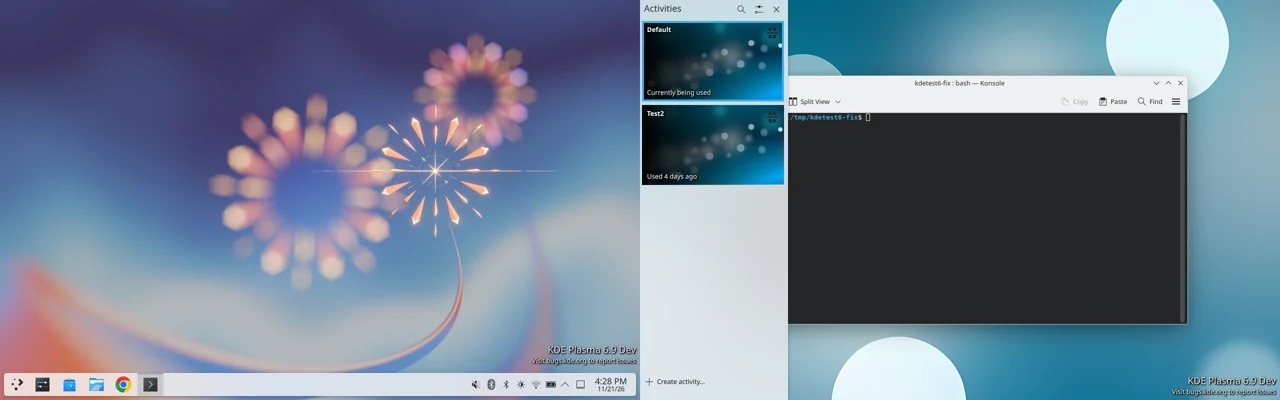 KDE Plasma 6.9 Dev
Visit bugs.kde.org to report issues
4:28 PM
11/21/26
Activities
Default
Currently being used
Test2
Used 4 days ago
Create activity...
kdetest6-fix : bash — Konsole
Split View
Copy
Paste
Find
:/tmp/kdetest6-fix$
KDE Plasma 6.9 Dev
Visit bugs.kde.org to report issues